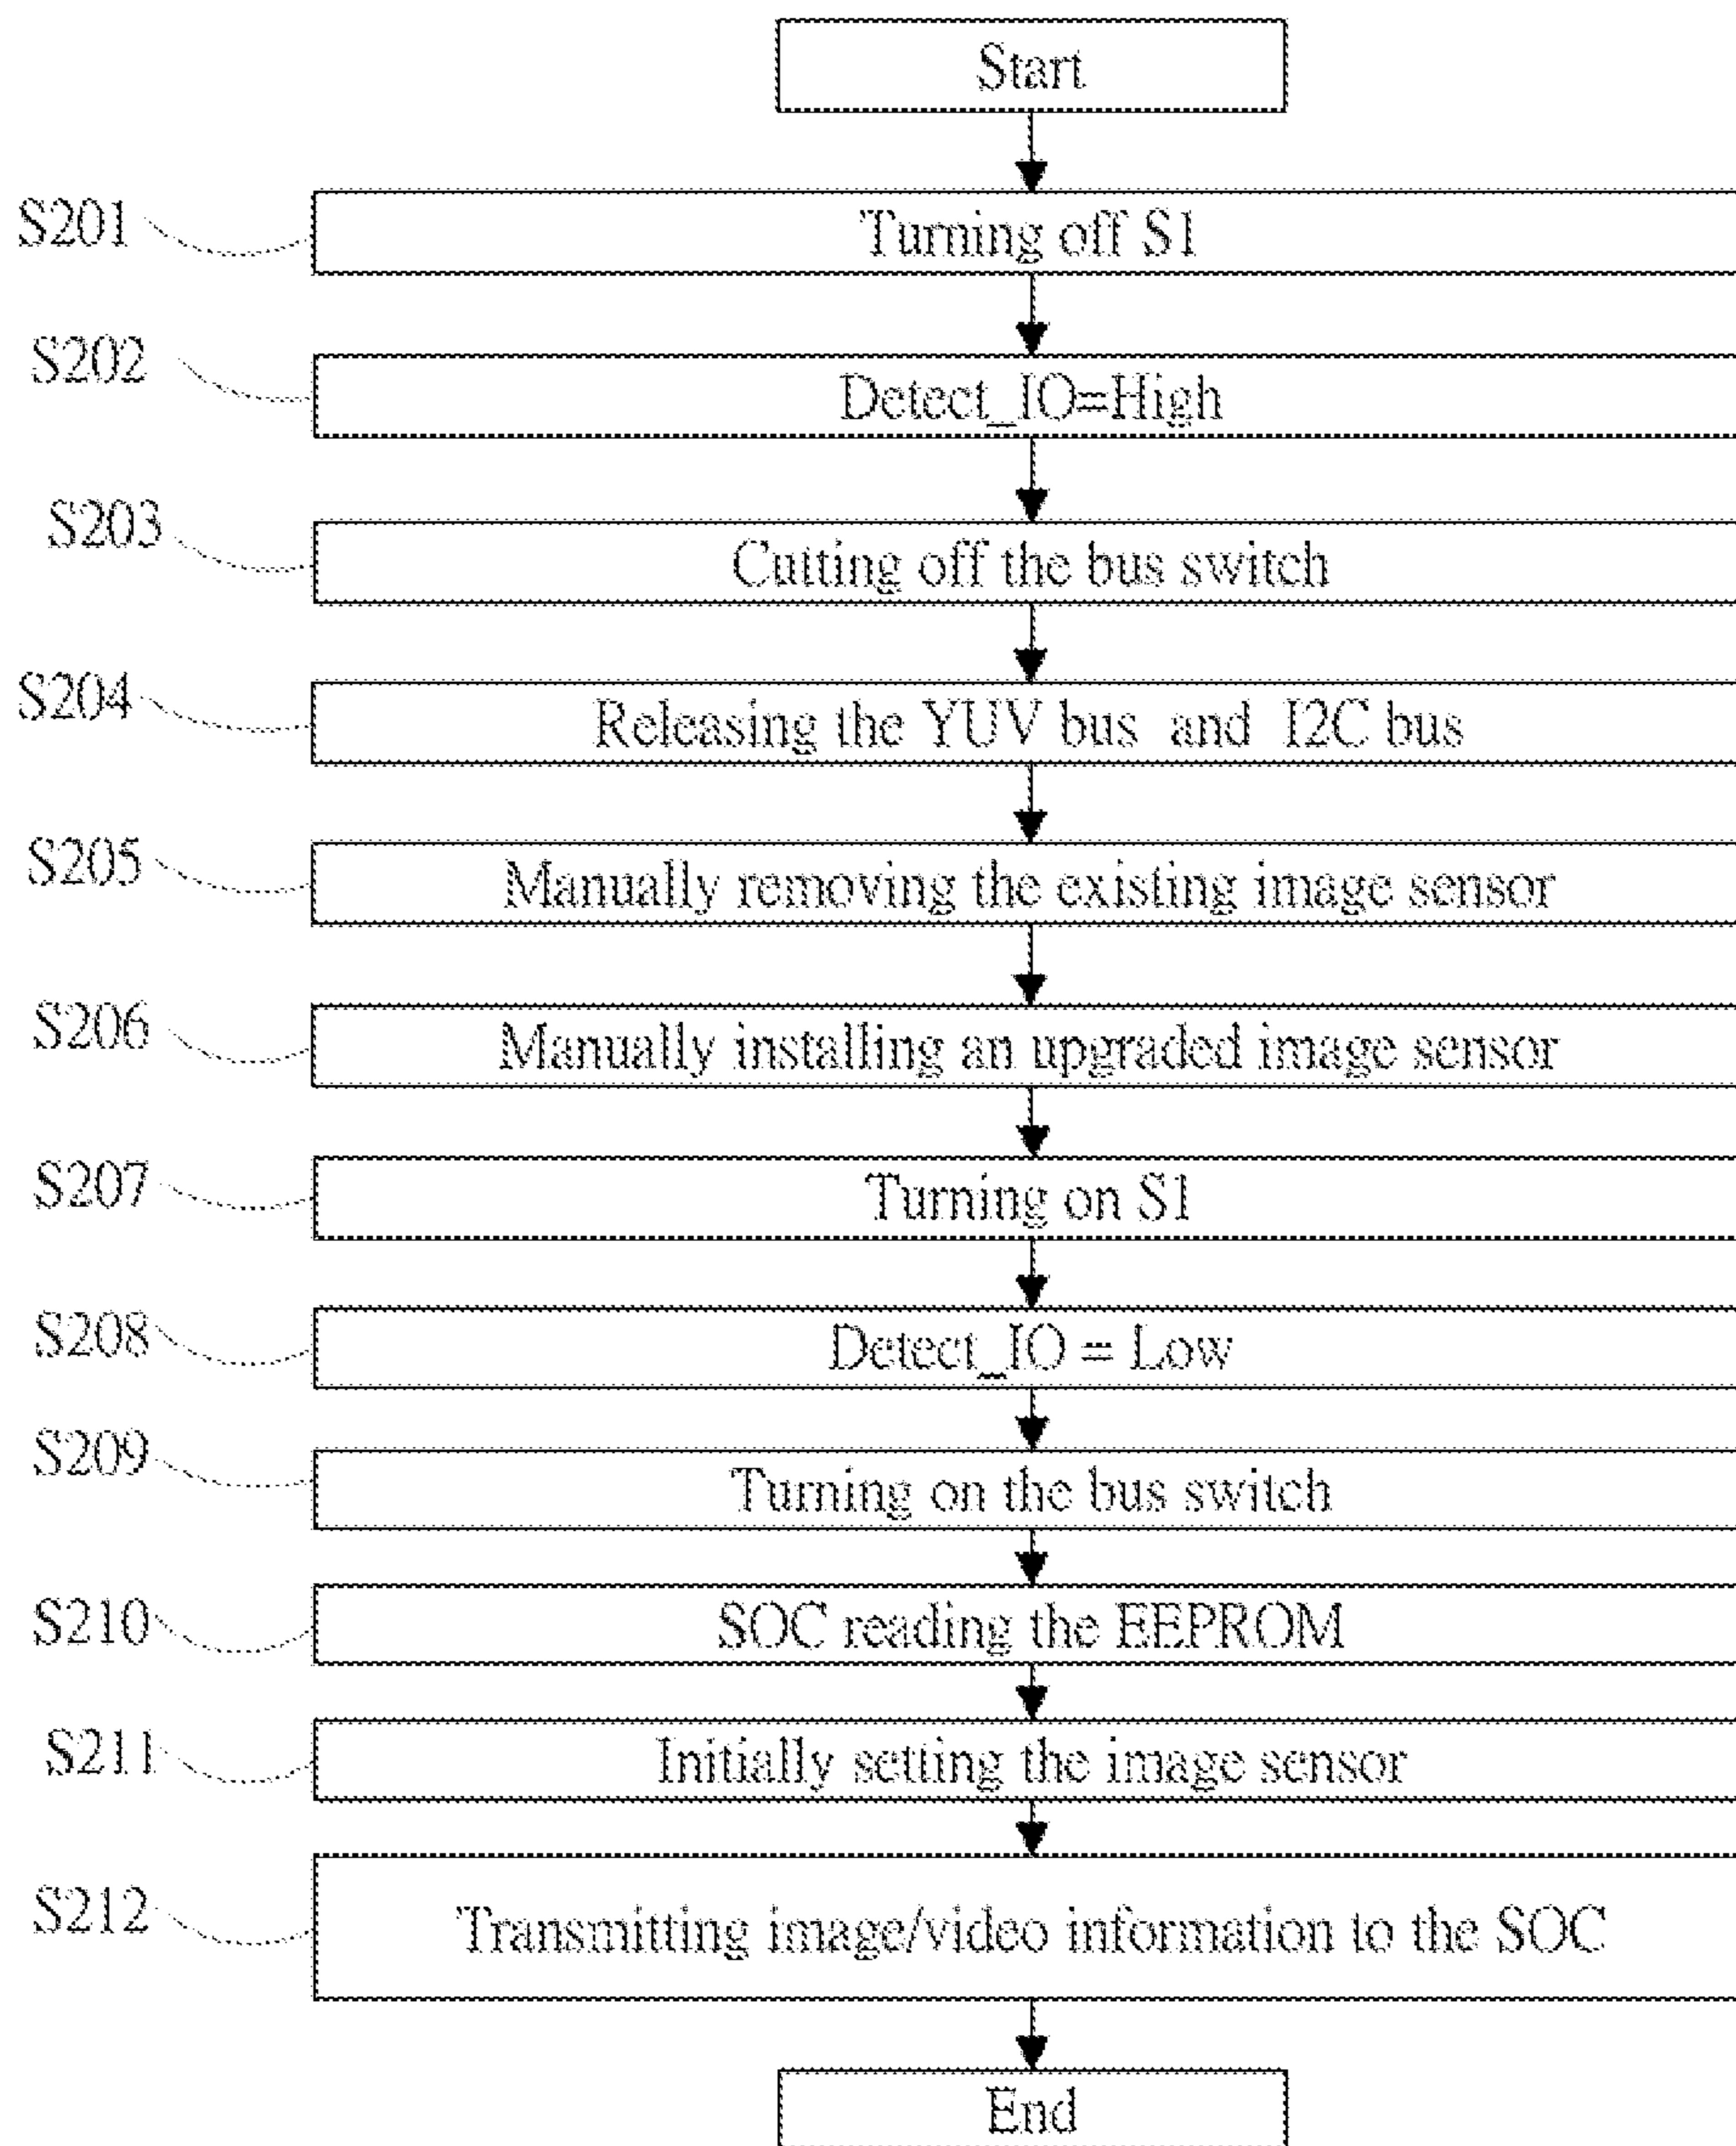 Start
S201
Turning off S1
S202
Detect_IO=High
S203
Cutting off the bus switch
S204
Releasing the YUV bus and I2C bus
S205
Manually removing the existing image sensor
S206
Manually installing an upgraded image sensor
S207
Turning on S1
S208
Detect_IO = Low
S209
Turning on the bus switch
S210
SOC reading the EEPROM
S211
Initially setting the image sensor
S212
Transmitting image/video information to the SOC
End